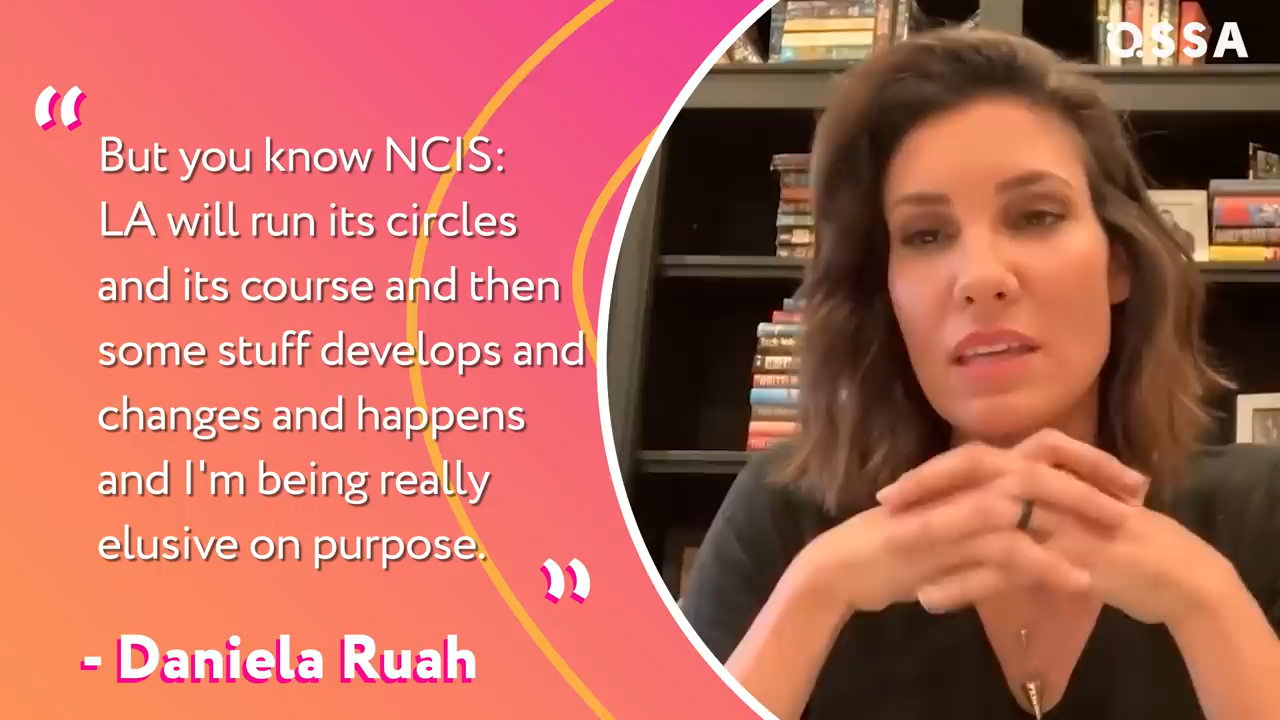 OSSA
“
But you know NCIS:
LA will run its circles
and its course and then
some stuff develops and
changes and happens
and I'm being really
elusive on purpose.
”
- Daniela Ruah